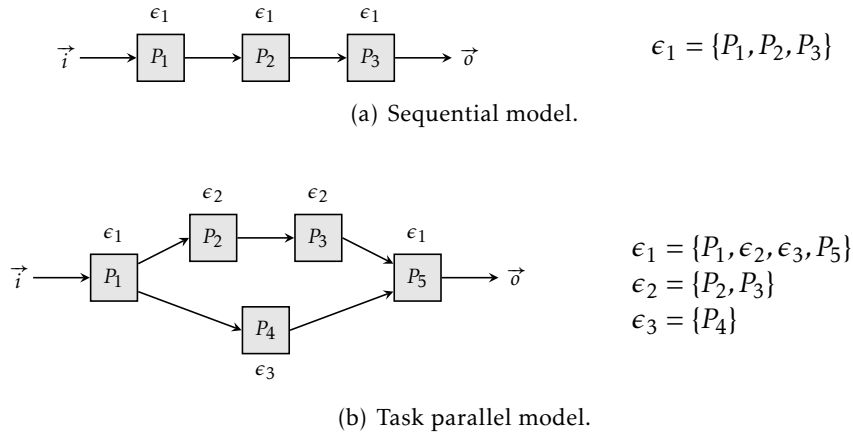 ϵ₁ ϵ₁ ϵ₁
i⃗ P₁ P₂ P₃ o⃗ ϵ₁ = {P₁, P₂, P₃}
(a) Sequential model.
ϵ₂ ϵ₂
P₂ P₃
ϵ₁ ϵ₁
i⃗ P₁ P₅ o⃗
P₄
ϵ₃
ϵ₁ = {P₁, ϵ₂, ϵ₃, P₅}
ϵ₂ = {P₂, P₃}
ϵ₃ = {P₄}
(b) Task parallel model.